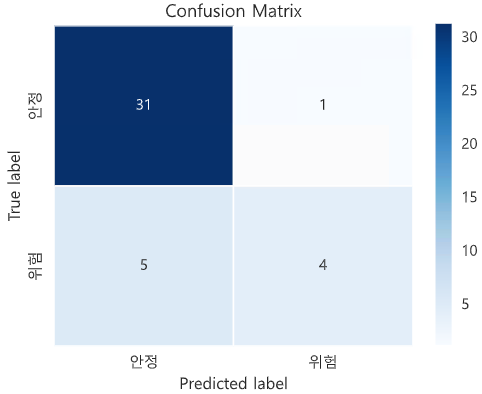 Confusion Matrix
31
1
5
4
안정
위험
True label
안정
위험
Predicted label
30
25
20
15
10
5